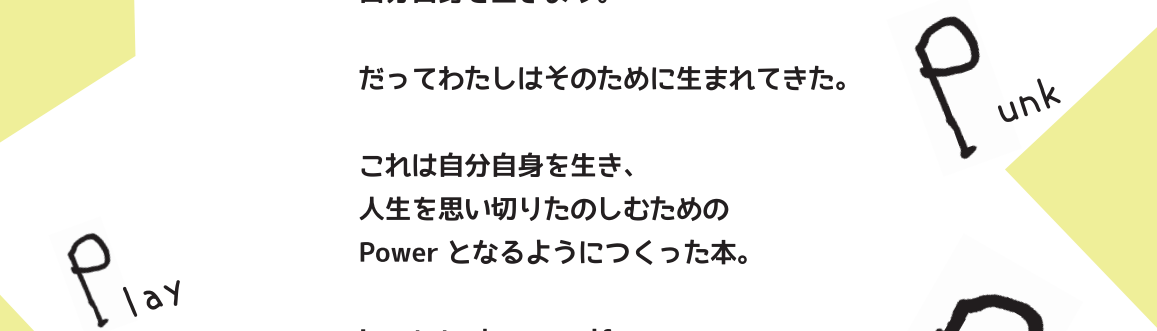 だってわたしはそのために生まれてきた。
Punk
これは自分自身を生き、
人生を思い切りたのしむための
Power となるようにつくった本。
Play
P